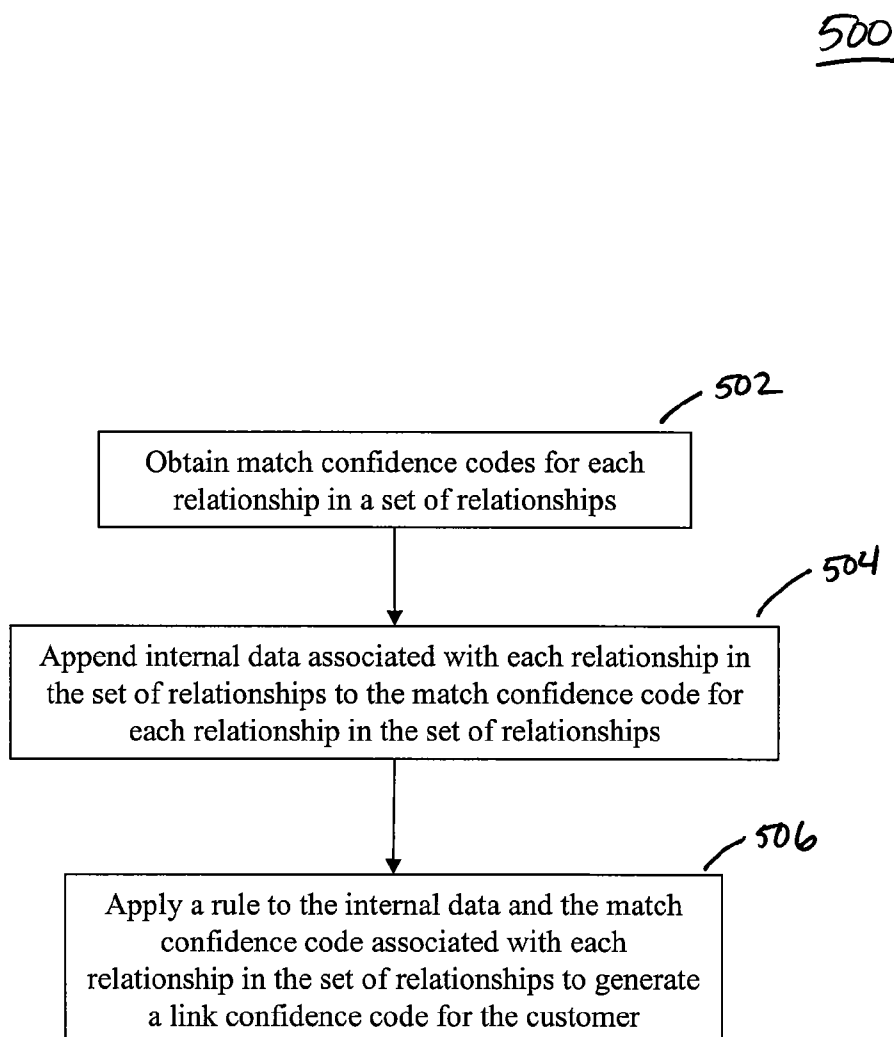 500
502
Obtain match confidence codes for each
relationship in a set of relationships
504
Append internal data associated with each relationship in
the set of relationships to the match confidence code for
each relationship in the set of relationships
506
Apply a rule to the internal data and the match
confidence code associated with each
relationship in the set of relationships to generate
a link confidence code for the customer